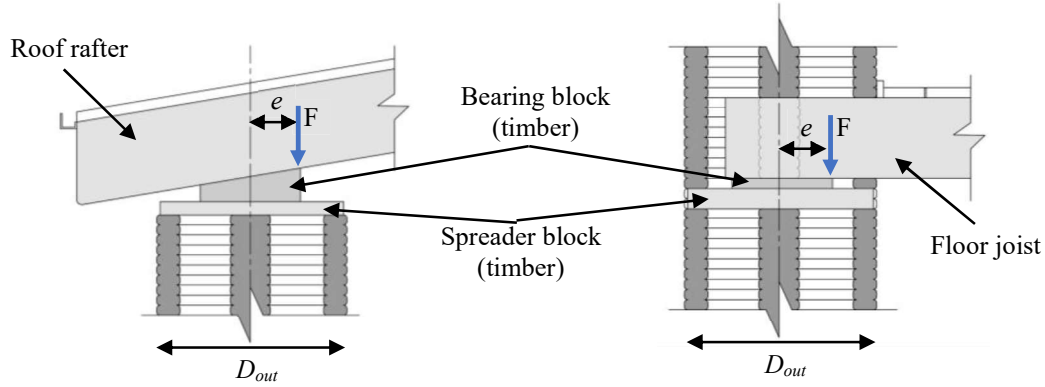 Roof rafter
e
F
Bearing block
(timber)
e
F
Spreader block
(timber)
Floor joist
D_out
D_out